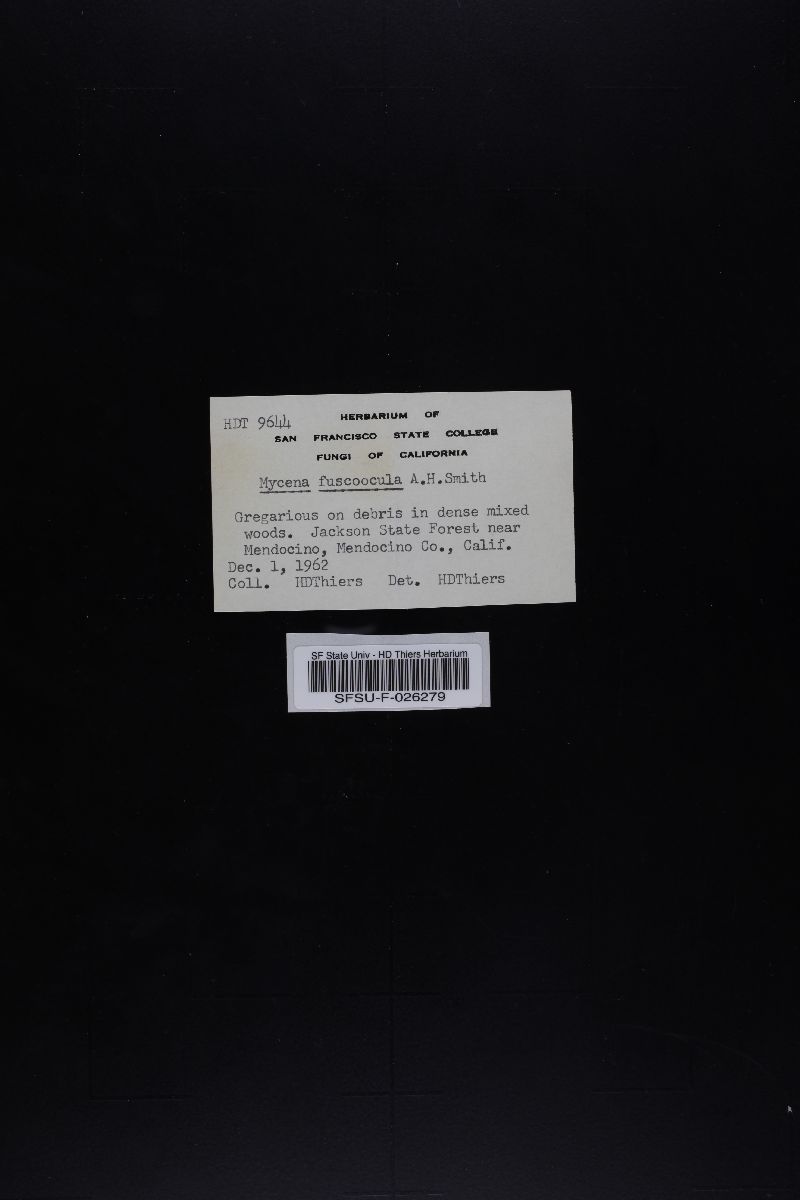 HDT 9644
HERBARIUM OF
SAN FRANCISCO STATE COLLEGE
FUNGI OF CALIFORNIA
Mycena fuscoocula A.H.Smith
Gregarious on debris in dense mixed
woods. Jackson State Forest near
Mendocino, Mendocino Co., Calif.
Dec. 1, 1962
Coll. HDThiers Det. HDThiers
SF State Univ - HD Thiers Herbarium
SFSU-F-026279